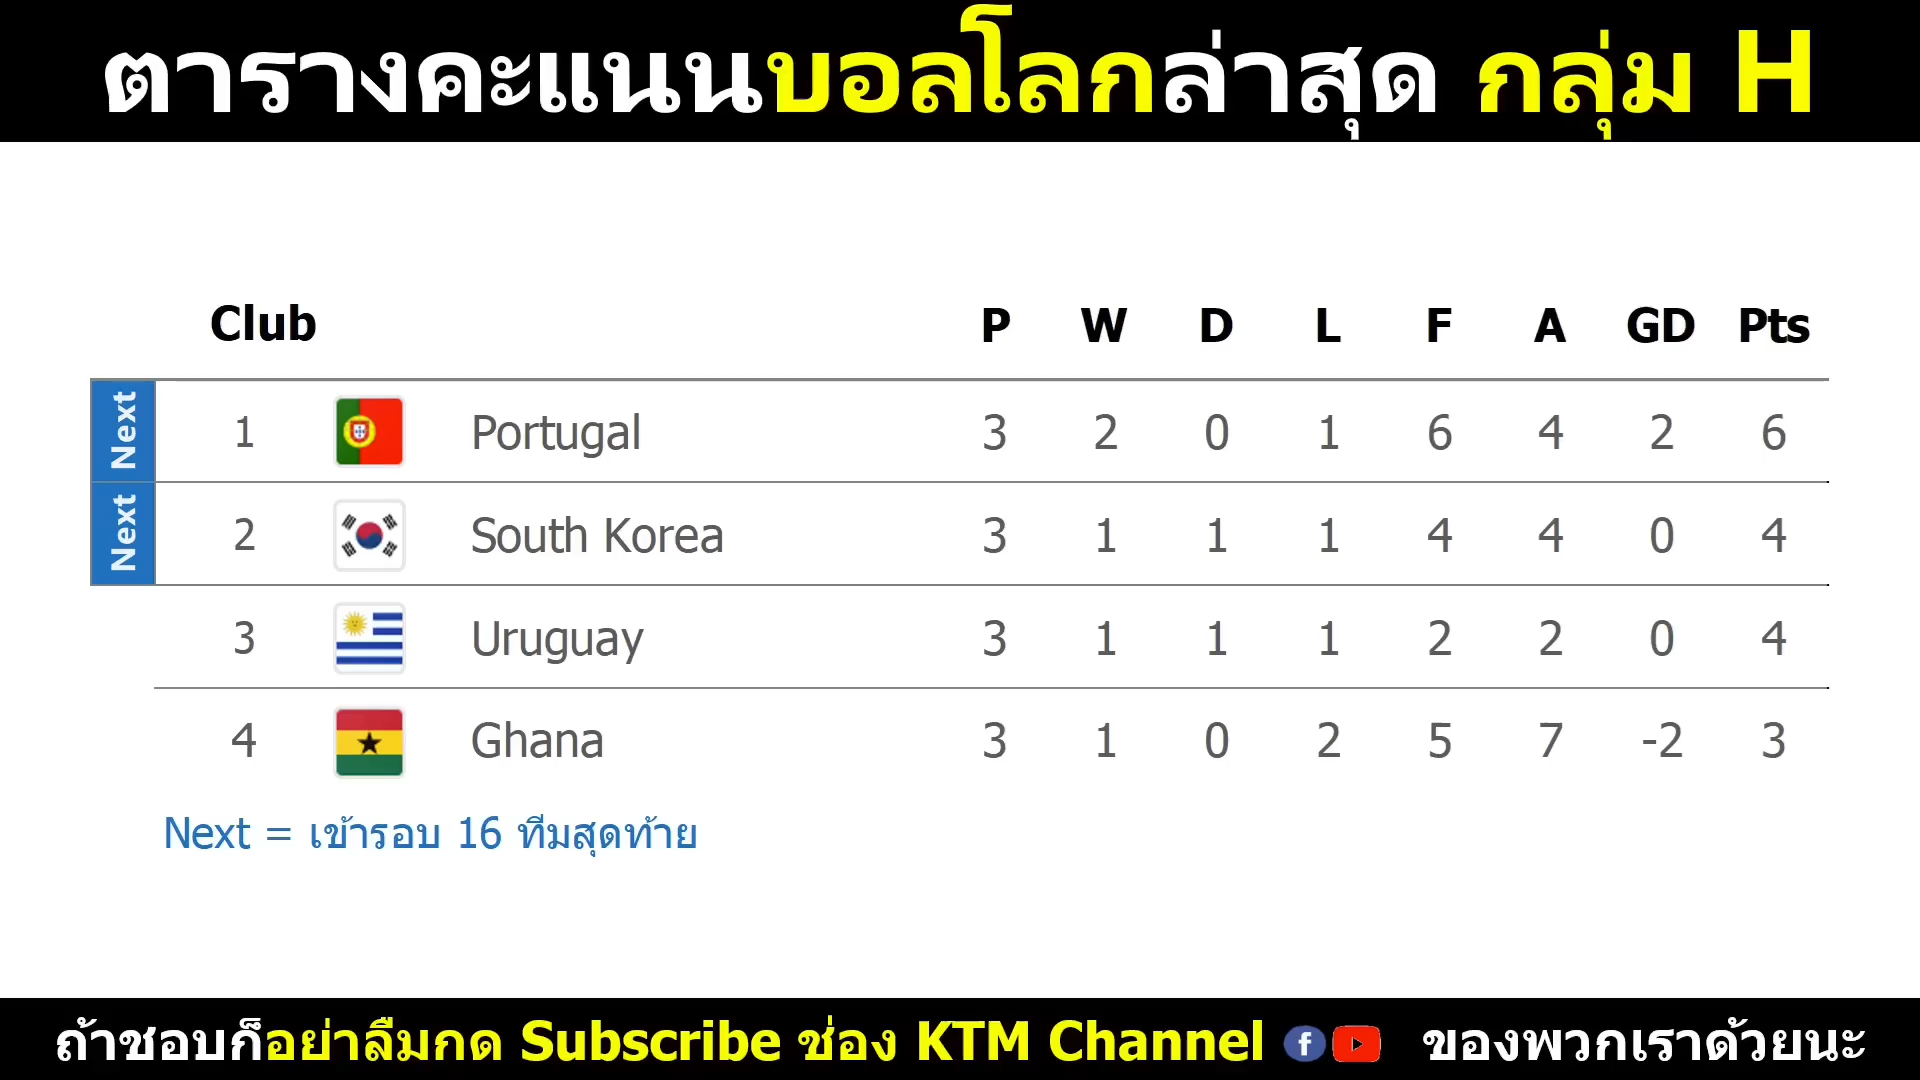 ตารางคะแนนบอลโลกล่าสุด กลุ่ม H
Club P W D L F A GD Pts
Next 1 Portugal 3 2 0 1 6 4 2 6
Next 2 South Korea 3 1 1 1 4 4 0 4
3 Uruguay 3 1 1 1 2 2 0 4
4 Ghana 3 1 0 2 5 7 -2 3
Next = เข้ารอบ 16 ทีมสุดท้าย
ถ้าชอบก็อย่าลืมกด Subscribe ช่อง KTM Channel f ของพวกเราด้วยนะ